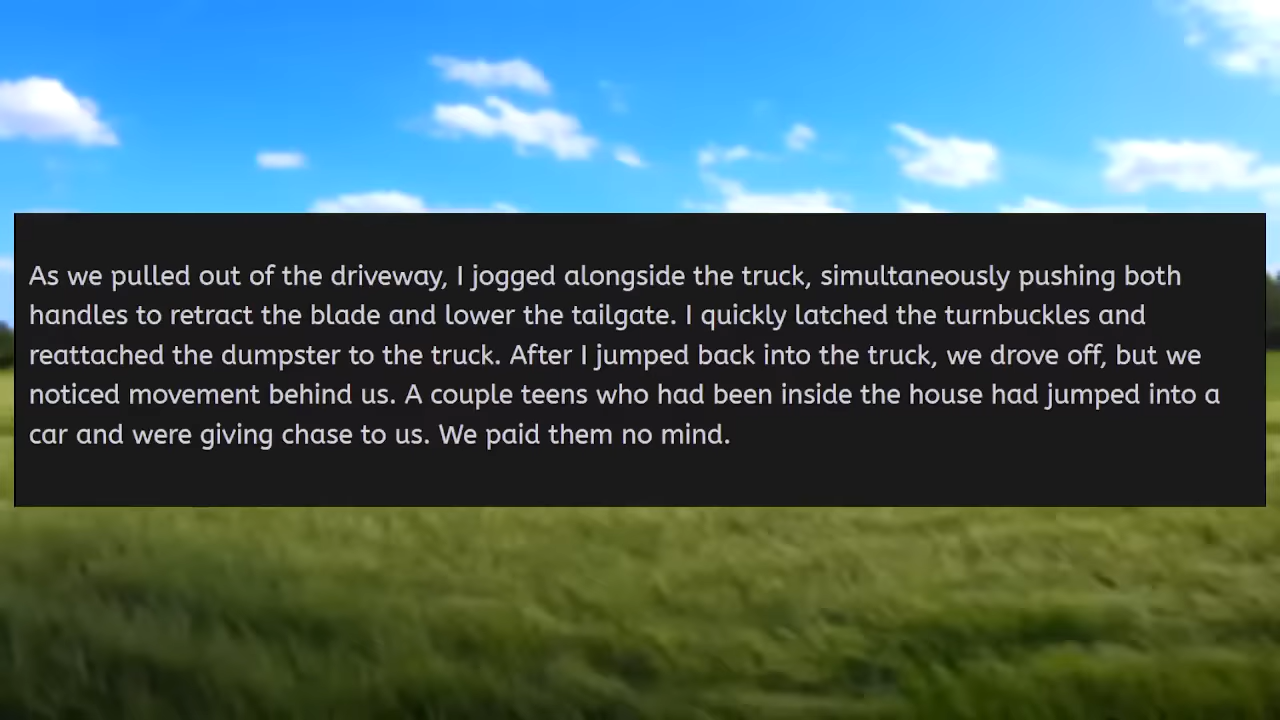 As we pulled out of the driveway, I jogged alongside the truck, simultaneously pushing both
handles to retract the blade and lower the tailgate. I quickly latched the turnbuckles and
reattached the dumpster to the truck. After I jumped back into the truck, we drove off, but we
noticed movement behind us. A couple teens who had been inside the house had jumped into a
car and were giving chase to us. We paid them no mind.